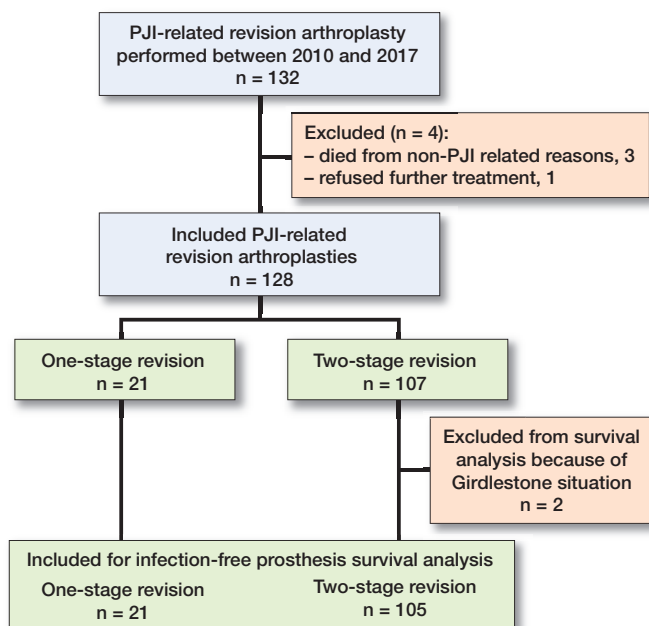 PJI-related revision arthroplasty
performed between 2010 and 2017
n = 132
Excluded (n = 4):
– died from non-PJI related reasons, 3
– refused further treatment, 1
Included PJI-related
revision arthroplasties
n = 128
One-stage revision
n = 21
Two-stage revision
n = 107
Excluded from survival
analysis because of
Girdlestone situation
n = 2
Included for infection-free prosthesis survival analysis
One-stage revision
n = 21
Two-stage revision
n = 105